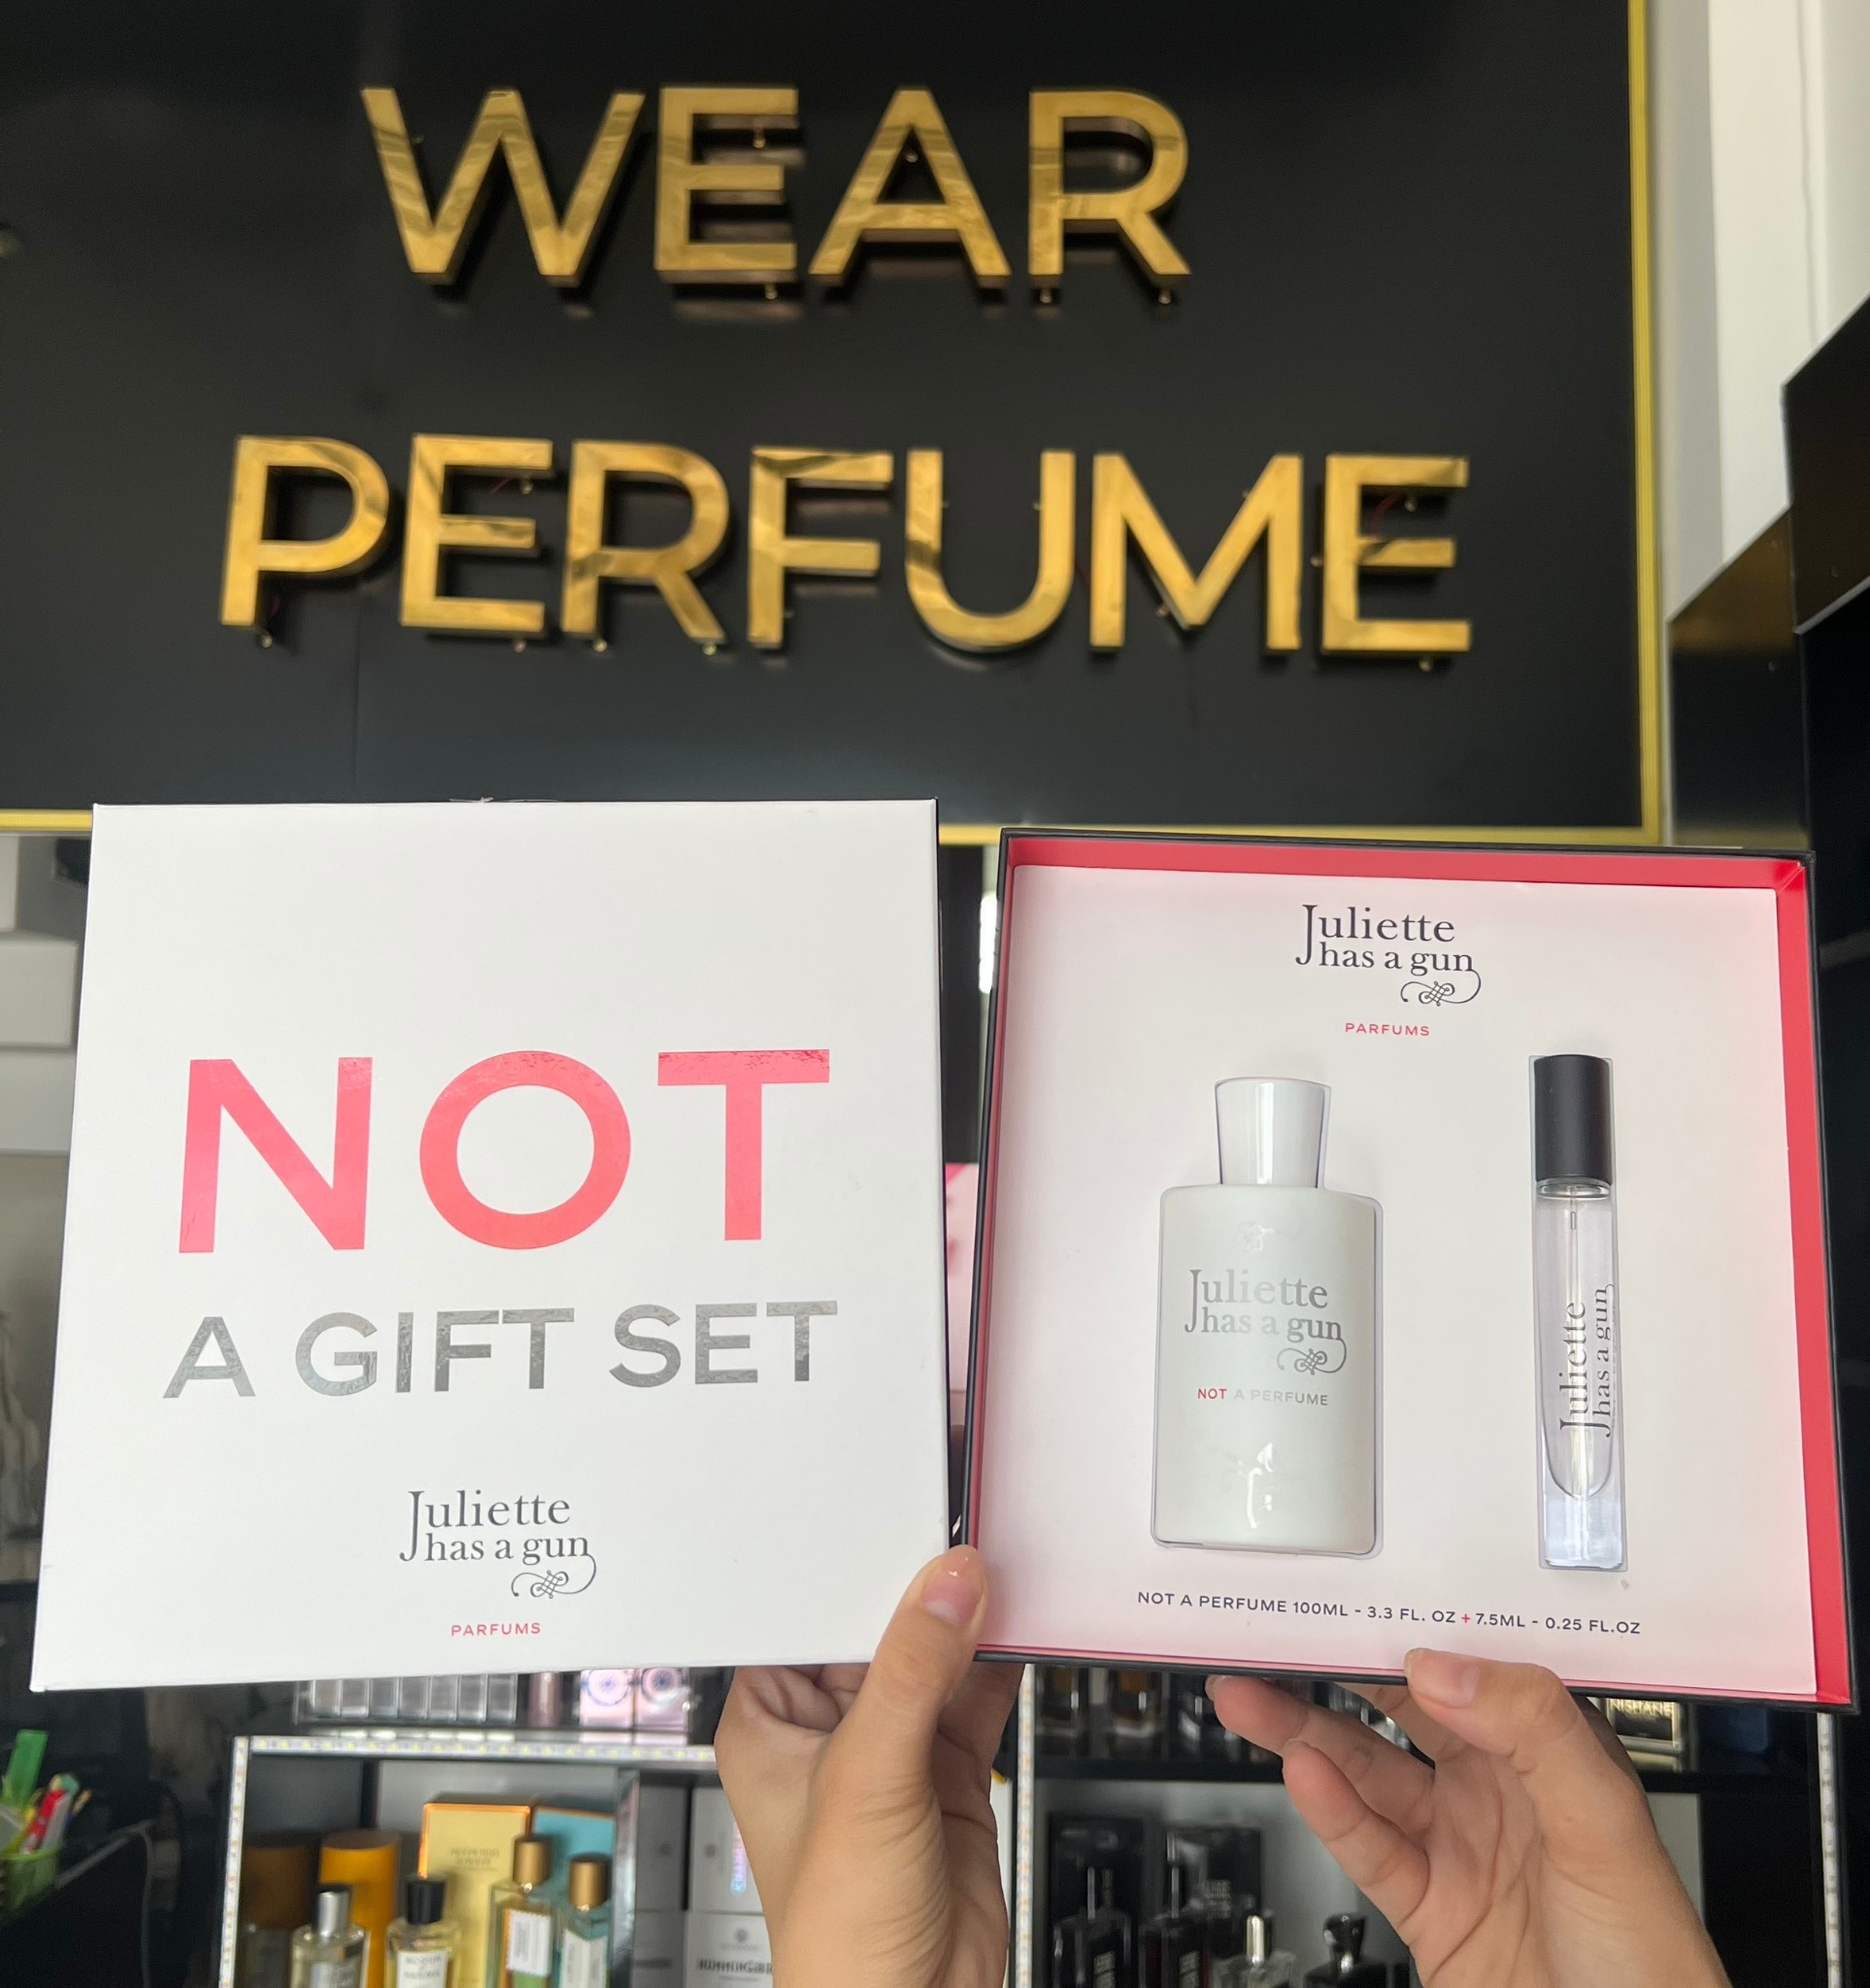 WEAR
PERFUME
NOT
A GIFT SET
Juliette
has a gun
PARFUMS
Juliette
has a gun
PARFUMS
Juliette
has a gun
NOT A PERFUME
Juliette
has a gun
NOT A PERFUME 100ML - 3.3 FL. OZ + 7.5ML - 0.25 FL.OZ
NISHANE